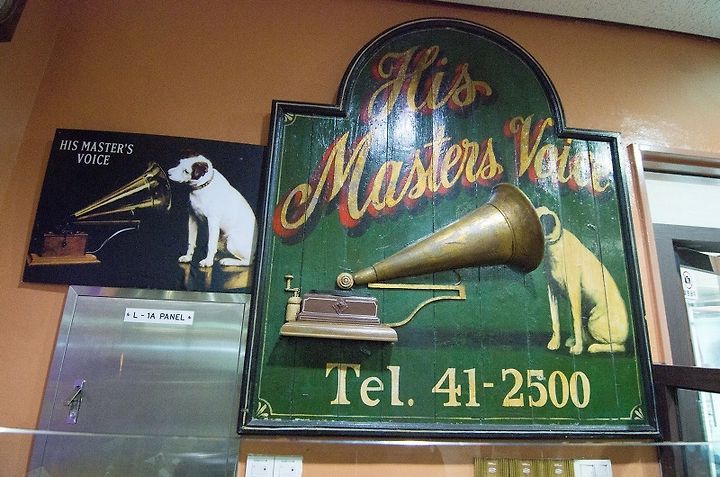 HIS MASTER'S
VOICE
L - 1A PANEL
His
Masters Voice
Tel. 41-2500